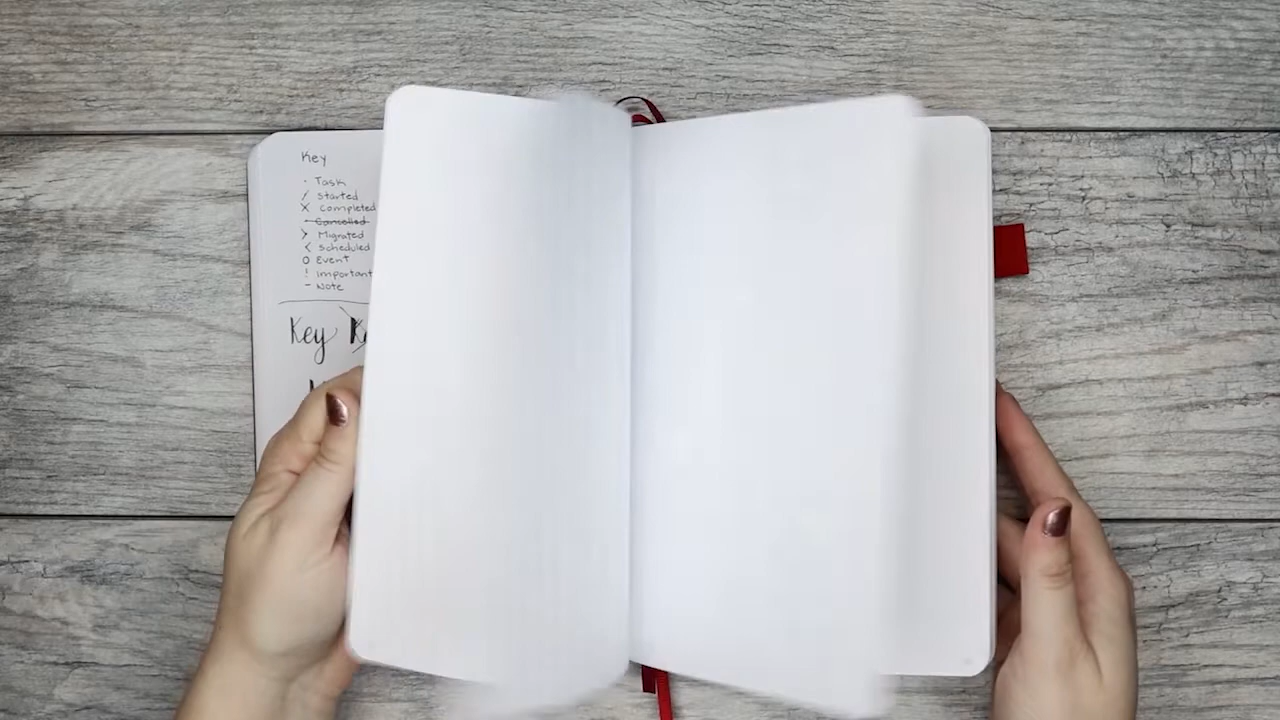 Key
· Task
/ Started
X Completed
· Cancelled
> Migrated
< Scheduled
O Event
! Important
- Note
Key